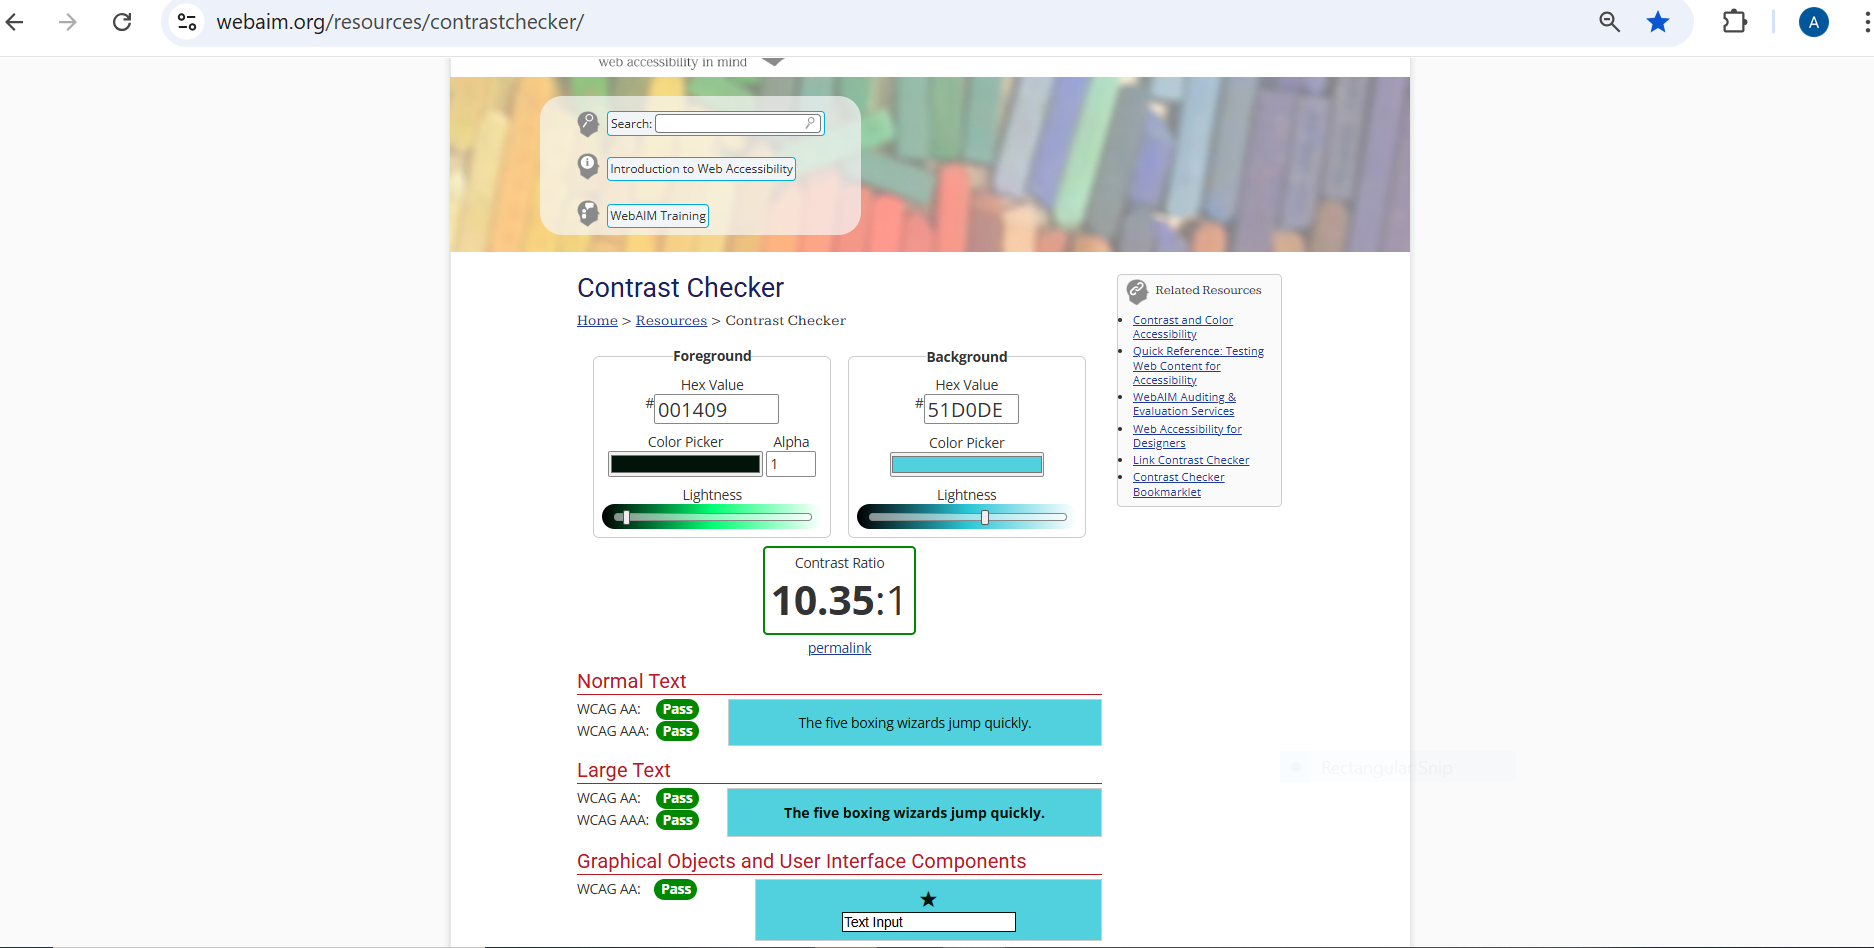 webaim.org/resources/contrastchecker/
A
web accessibility in mind
Search:
Introduction to Web Accessibility
WebAIM Training
Contrast Checker
Home > Resources > Contrast Checker
Foreground
Hex Value
#001409
Color Picker Alpha
1
Lightness
Background
Hex Value
#51D0DE
Color Picker
Lightness
Contrast Ratio
10.35:1
permalink
Normal Text
WCAG AA: Pass
WCAG AAA: Pass
The five boxing wizards jump quickly.
Large Text
WCAG AA: Pass
WCAG AAA: Pass
The five boxing wizards jump quickly.
Graphical Objects and User Interface Components
WCAG AA: Pass
Text Input
Related Resources
Contrast and Color
Accessibility
Quick Reference: Testing
Web Content for
Accessibility
WebAIM Auditing &
Evaluation Services
Web Accessibility for
Designers
Link Contrast Checker
Contrast Checker
Bookmarklet
Rectangular Snip